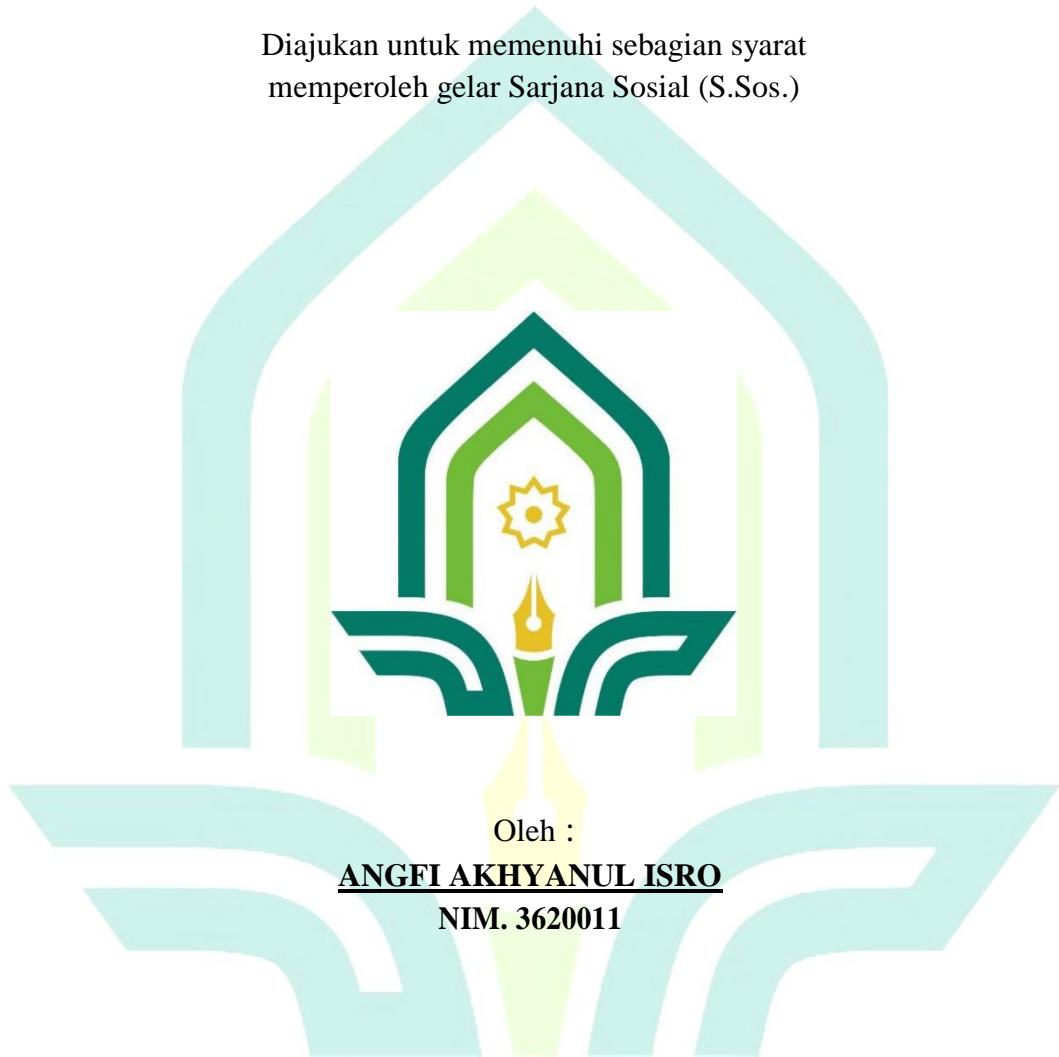 Diajukan untuk memenuhi sebagian syarat
memperoleh gelar Sarjana Sosial (S.Sos.)
Oleh :
ANGFI AKHYANUL ISRO
NIM. 3620011